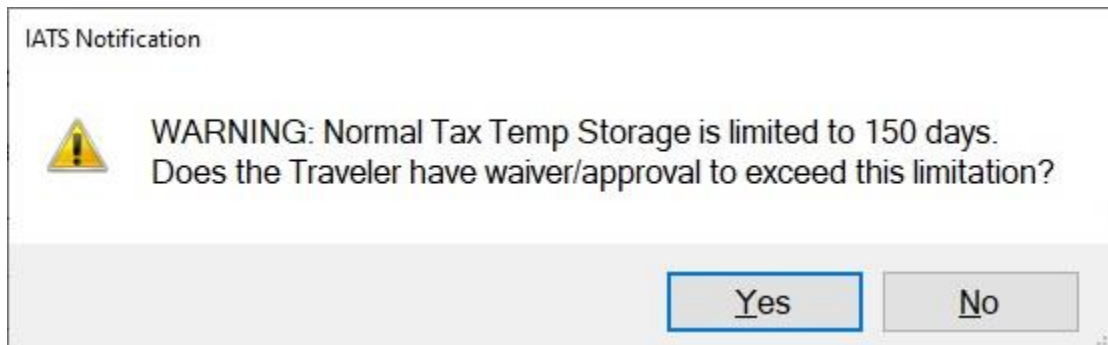 IATS Notification
WARNING: Normal Tax Temp Storage is limited to 150 days.
Does the Traveler have waiver/approval to exceed this limitation?
Yes No